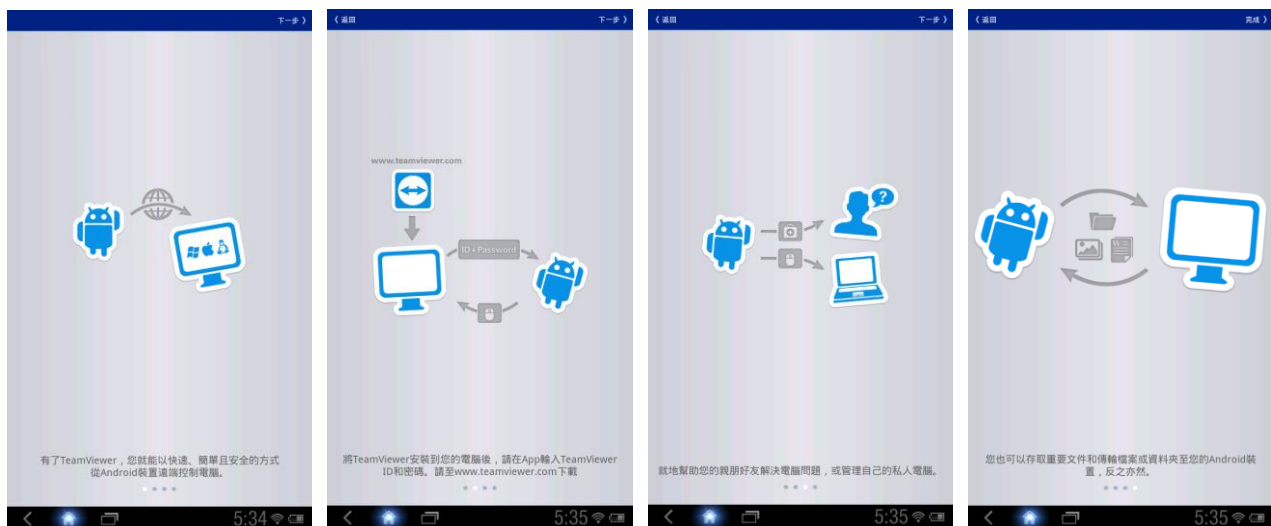 下一步 〉
有了TeamViewer，您就能以快速、簡單且安全的方式
從Android裝置遠端控制電腦。
5:34
〈 返回
下一步 〉
www.teamviewer.com
ID+Password
將TeamViewer安裝到您的電腦後，請在App輸入TeamViewer
ID和密碼。請至www.teamviewer.com下載
5:35
〈 返回
下一步 〉
?
就地幫助您的親朋好友解決電腦問題，或管理自己的私人電腦。
5:35
〈 返回
完成 〉
您也可以存取重要文件和傳輸檔案或資料夾至您的Android裝
置，反之亦然。
5:35